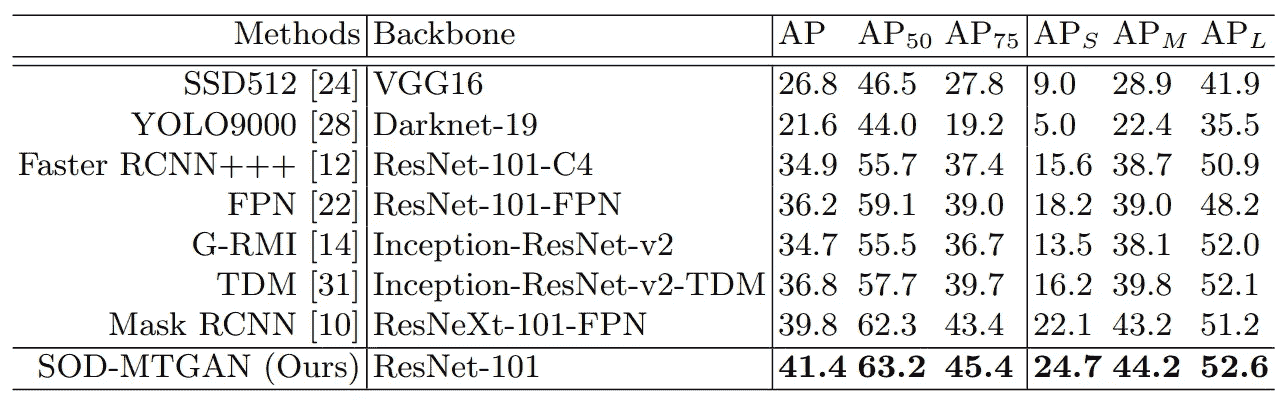 Methods Backbone AP AP50 AP75 APS APM APL
SSD512 [24] VGG16 26.8 46.5 27.8 9.0 28.9 41.9
YOLO9000 [28] Darknet-19 21.6 44.0 19.2 5.0 22.4 35.5
Faster RCNN+++ [12] ResNet-101-C4 34.9 55.7 37.4 15.6 38.7 50.9
FPN [22] ResNet-101-FPN 36.2 59.1 39.0 18.2 39.0 48.2
G-RMI [14] Inception-ResNet-v2 34.7 55.5 36.7 13.5 38.1 52.0
TDM [31] Inception-ResNet-v2-TDM 36.8 57.7 39.7 16.2 39.8 52.1
Mask RCNN [10] ResNeXt-101-FPN 39.8 62.3 43.4 22.1 43.2 51.2
SOD-MTGAN (Ours) ResNet-101 41.4 63.2 45.4 24.7 44.2 52.6